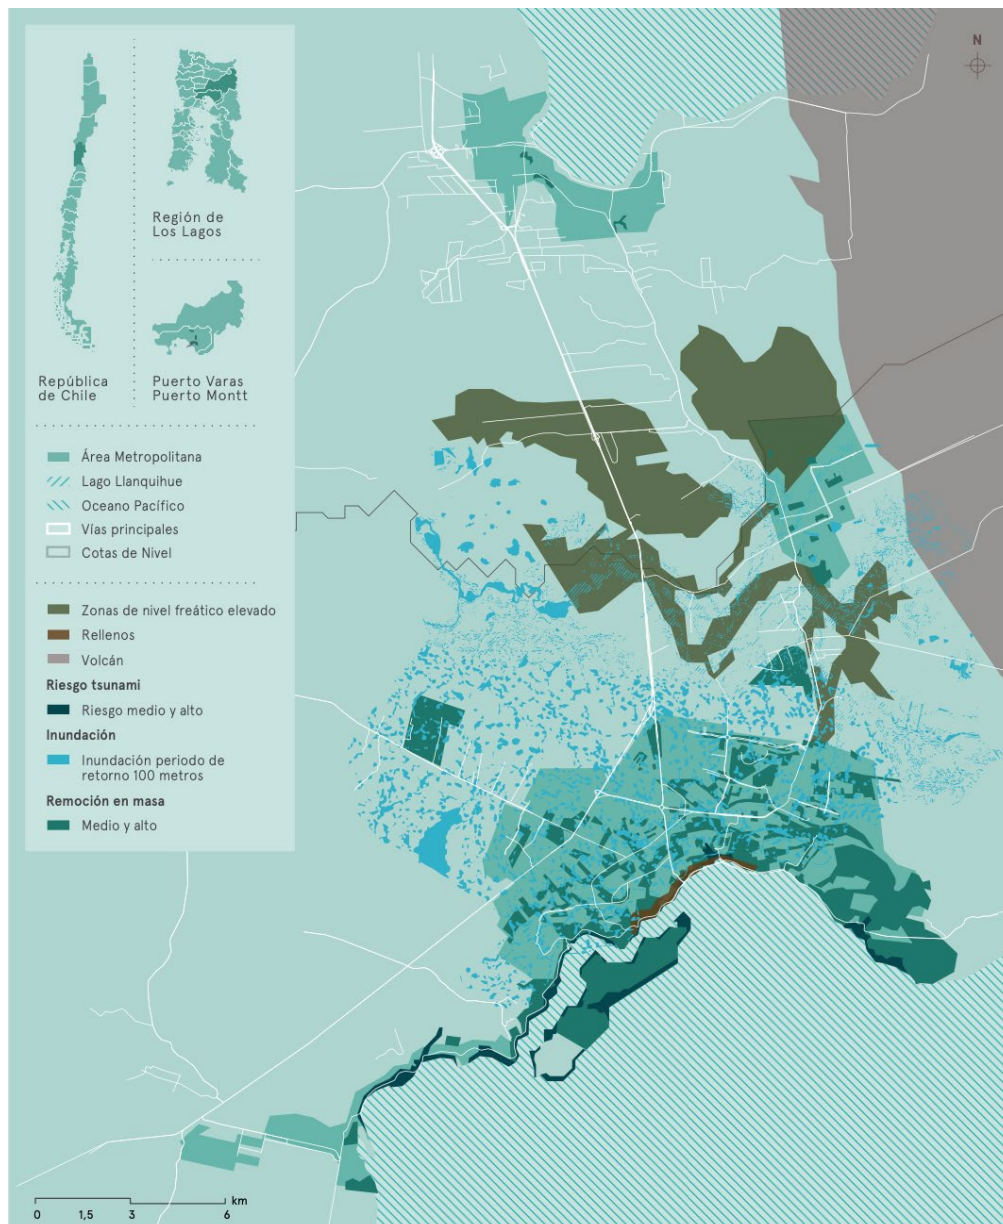 N
Región de
Los Lagos
República
de Chile
Puerto Varas
Puerto Montt
Área Metropolitana
Lago Llanquihue
Oceano Pacífico
Vías principales
Cotas de Nivel
Zonas de nivel freático elevado
Rellenos
Volcán
Riesgo tsunami
Riesgo medio y alto
Inundación
Inundación periodo de
retorno 100 metros
Remoción en masa
Medio y alto
km
0 1,5 3 6